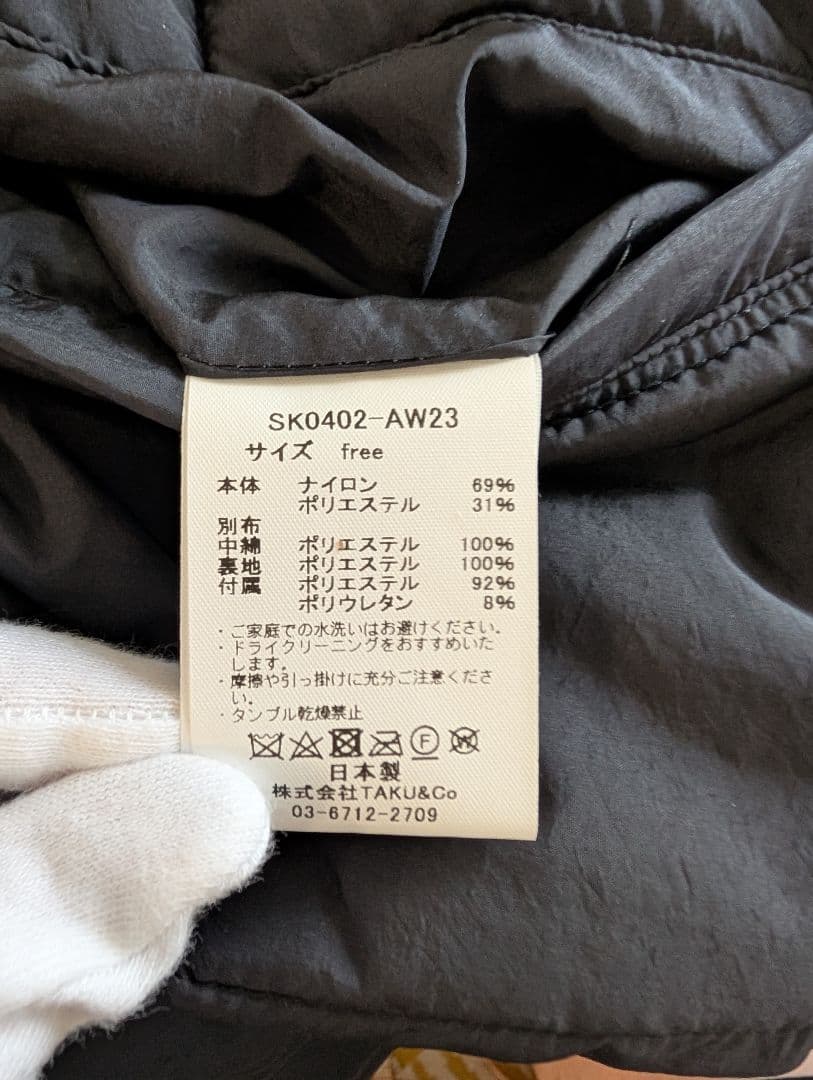 SK0402-AW23
サイズ free
本体 ナイロン 69%
ポリエステル 31%
別布
中綿 ポリエステル 100%
裏地 ポリエステル 100%
付属 ポリエステル 92%
ポリウレタン 8%
・ご家庭での水洗いはお避けください。
・ドライクリーニングをおすすめいた
します。
・摩擦や引っ掛けに充分ご注意くださ
い。
・タンブル乾燥禁止
F W
日本製
株式会社TAKU&Co
03-6712-2709